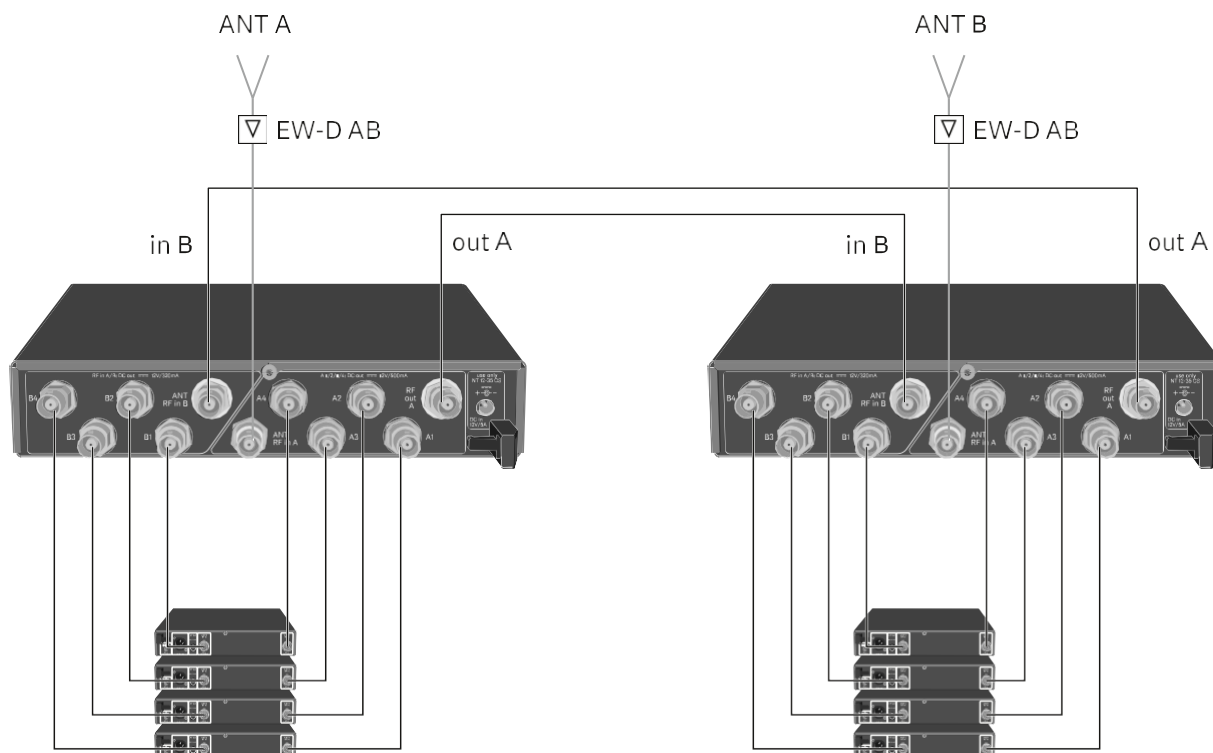 ANT A
ANT B
EW-D AB
EW-D AB
in B
out A
in B
out A
B4
B2
ANT
RF in B
A4
A2
RF
out
A
B3
B1
ANT
RF in A
A3
A1
B4
B2
ANT
RF in B
A4
A2
RF
out
A
B3
B1
ANT
RF in A
A3
A1